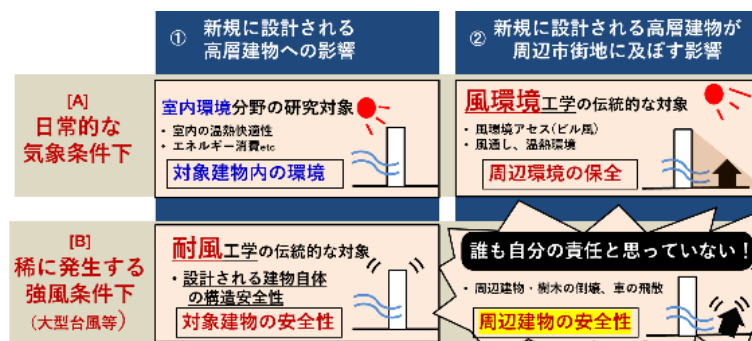 ① 新規に設計される
高層建物への影響
② 新規に設計される高層建物が
周辺市街地に及ぼす影響
[A]
日常的な
気象条件下
室内環境分野の研究対象
・ 室内の温熱快適性
・ エネルギー消費etc
対象建物内の環境
風環境工学の伝統的な対象
・ 風環境アセス(ビル風)
・ 風通し、温熱環境
周辺環境の保全
[B]
稀に発生する
強風条件下
(大型台風等)
耐風工学の伝統的な対象
・ 設計される建物自体
の構造安全性
対象建物の安全性
誰も自分の責任と思っていない！
・ 周辺建物・樹木の倒壊、車の飛散
周辺建物の安全性